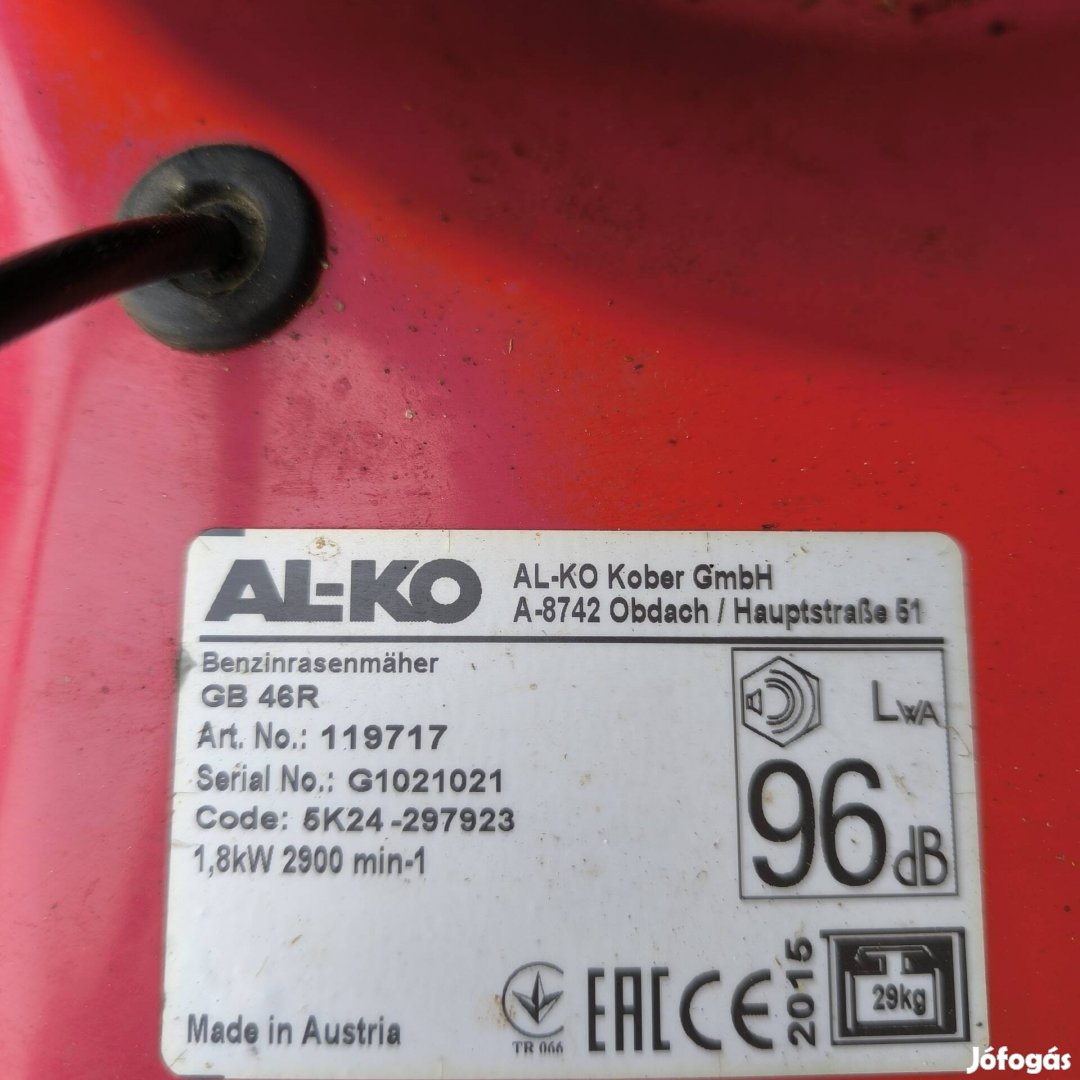 AL-KO
AL-KO Kober GmbH
A-8742 Obdach / Hauptstraße 51
Benzinrasenmäher
GB 46R
Art. No.: 119717
Serial No.: G1021021
Code: 5K24-297923
1,8kW 2900 min-1
LWA
96 dB
Made in Austria
TR 066
EAC
CE
2015
29kg
Jófogás